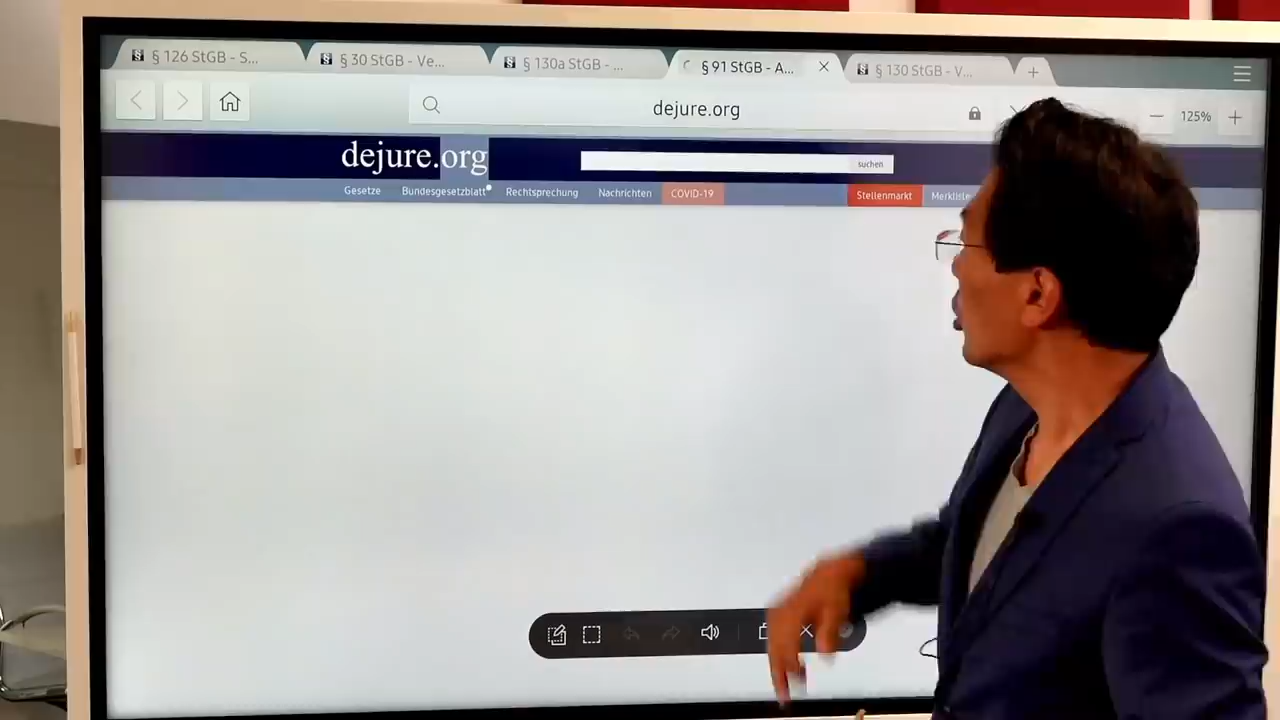 § 126 StGB - S...
§ 30 StGB - Ve...
§ 130a StGB - ...
§ 91 StGB - A...
§ 130 StGB - V...
dejure.org
125%
dejure.org
suchen
Gesetze Bundesgesetzblatt Rechtsprechung Nachrichten COVID-19 Stellenmarkt Merkliste